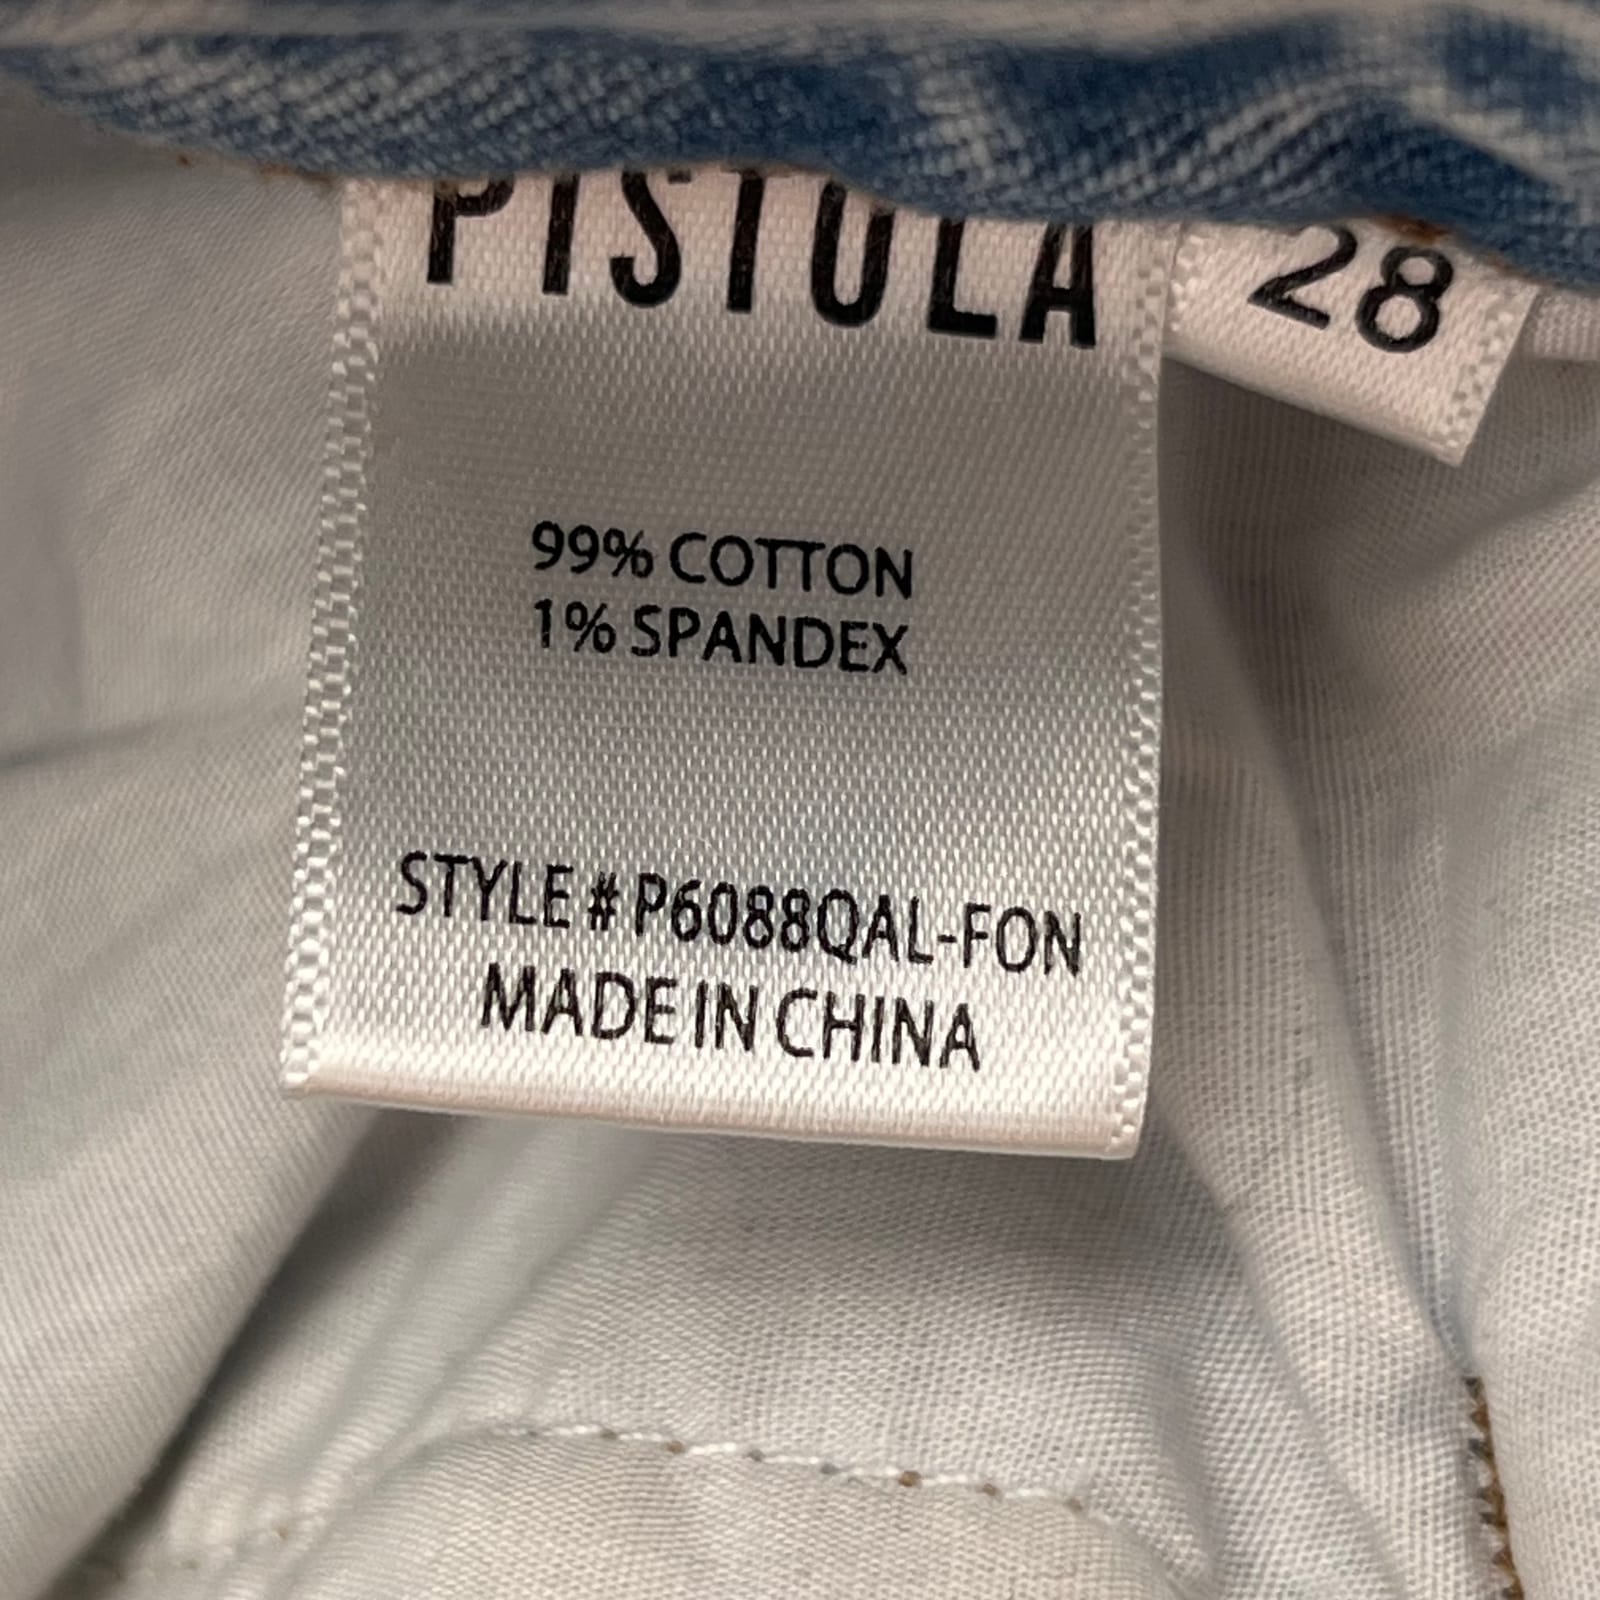 PISTOLA
28
99% COTTON
1% SPANDEX
STYLE # P6088QAL-FON
MADE IN CHINA